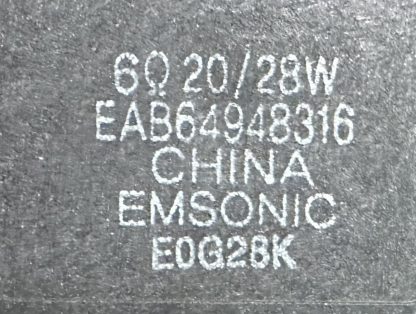 6Ω 20/28W
EAB64948316
CHINA
EMSONIC
E0G28K